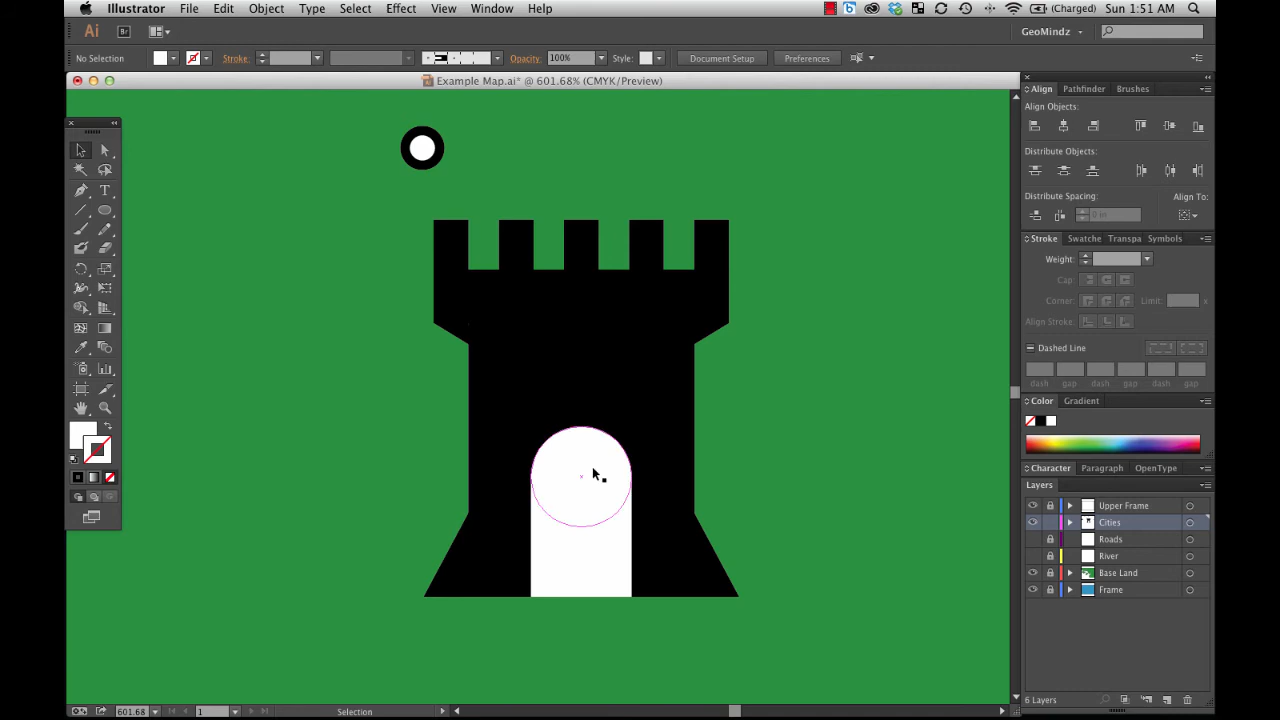 Illustrator File Edit Object Type Select Effect View Window Help (Charged) Sun 1:51 AM
Ai Br GeoMindz
No Selection Stroke: Opacity: 100% Style: Document Setup Preferences
Example Map.ai* @ 601.68% (CMYK/Preview)
Align Pathfinder Brushes
Align Objects:
Distribute Objects:
Distribute Spacing: Align To:
0 in
Stroke Swatche Transpa Symbols
Weight:
Cap:
Corner: Limit: x
Align Stroke:
Dashed Line
dash gap dash gap dash gap
Color Gradient
Character Paragraph OpenType
Layers
Upper Frame
Cities
Roads
River
Base Land
Frame
6 Layers
601.68 1 Selection